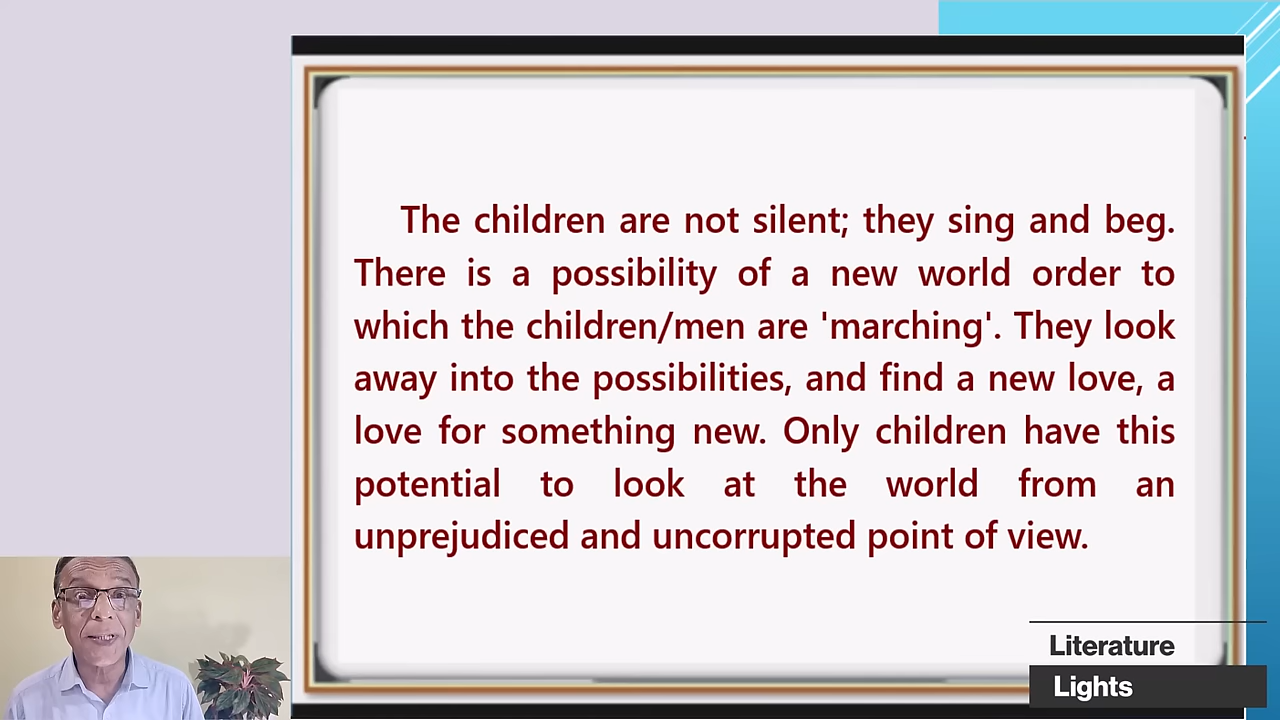 The children are not silent; they sing and beg.
There is a possibility of a new world order to
which the children/men are 'marching'. They look
away into the possibilities, and find a new love, a
love for something new. Only children have this
potential to look at the world from an
unprejudiced and uncorrupted point of view.
Literature
Lights